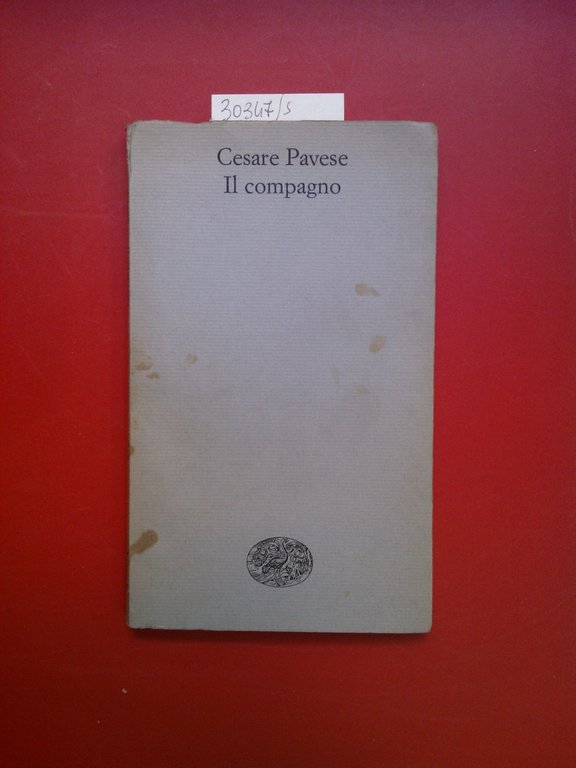 30347/s
Cesare Pavese
Il compagno